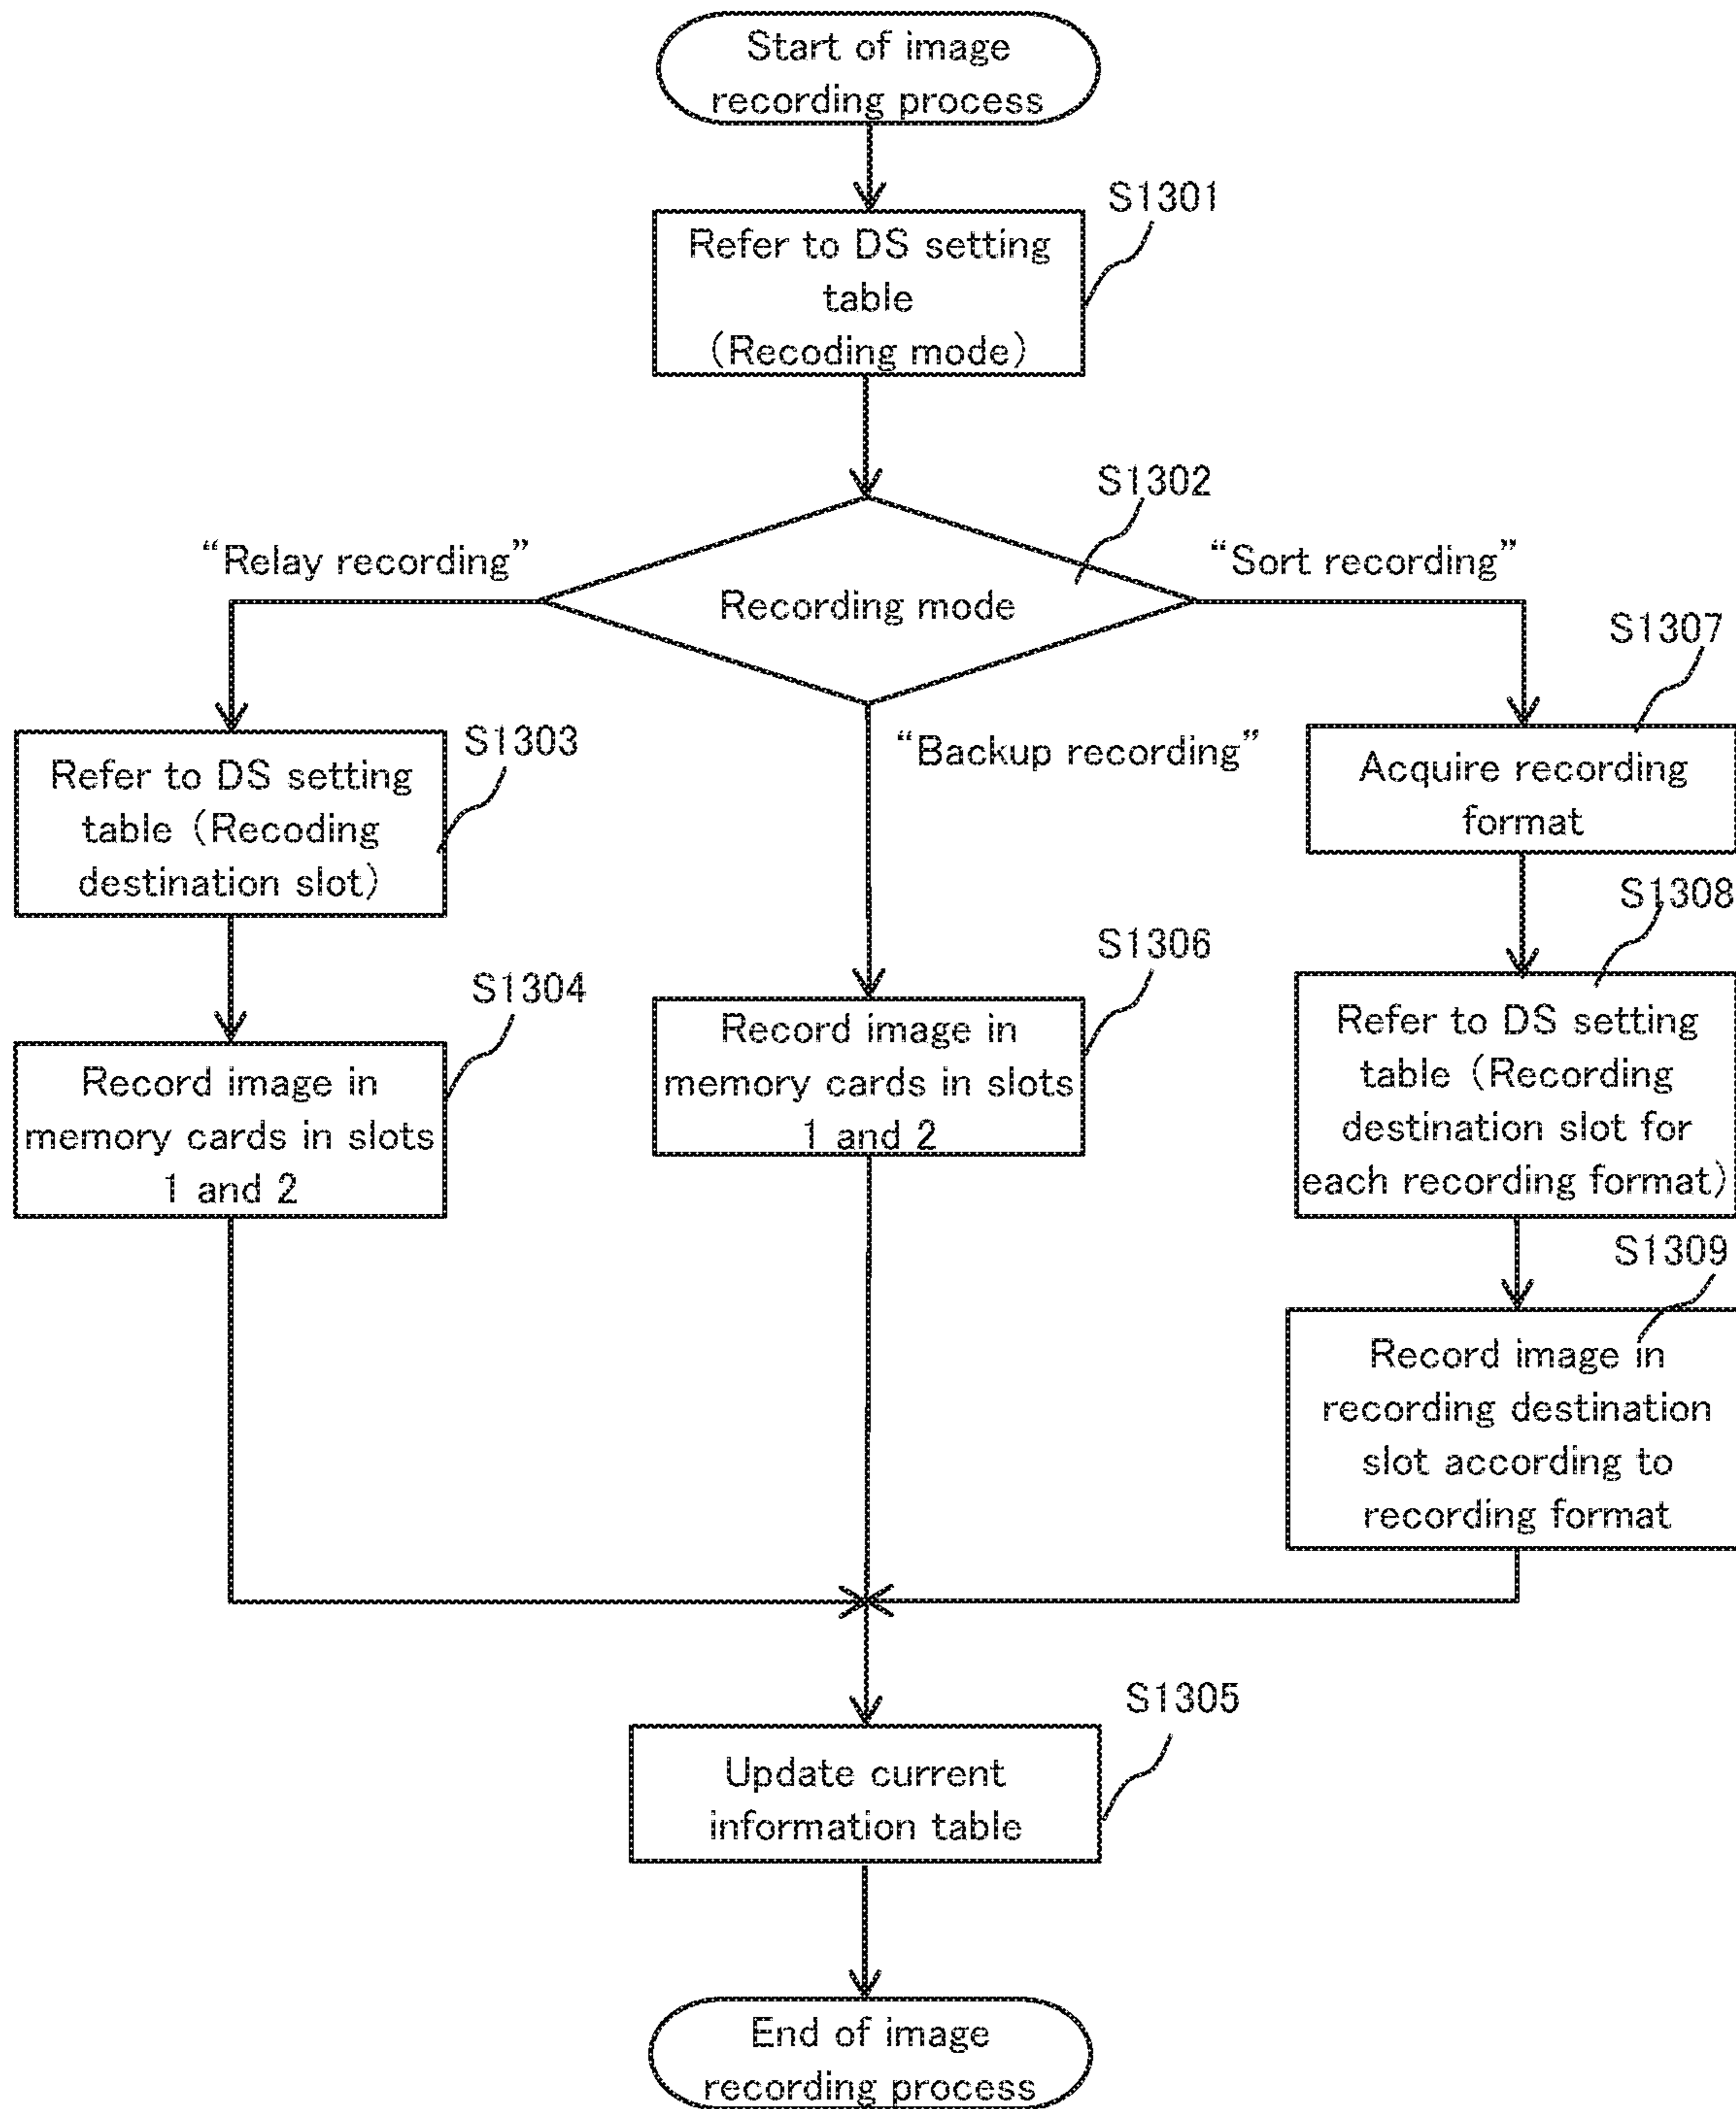 Start of image
recording process
S1301
Refer to DS setting
table
(Recoding mode)
S1302
“Relay recording”
“Sort recording”
Recording mode
S1307
S1303
“Backup recording”
Refer to DS setting
table (Recoding
destination slot)
Acquire recording
format
S1308
S1304
S1306
Record image in
memory cards in slots
1 and 2
Record image in
memory cards in slots
1 and 2
Refer to DS setting
table (Recording
destination slot for
each recording format)
S1309
Record image in
recording destination
slot according to
recording format
S1305
Update current
information table
End of image
recording process